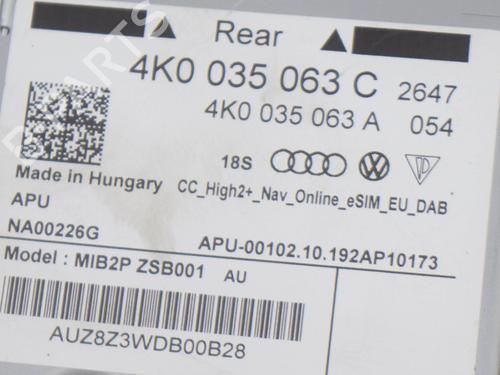 Rear
4K0 035 063 C 2647
4K0 035 063 A 054
18S
Made in Hungary CC_High2+_Nav_Online_eSIM_EU_DAB
APU
NA00226G APU-00102.10.192AP10173
Model : MIB2P ZSB001 AU
AUZ8Z3WDB00B28